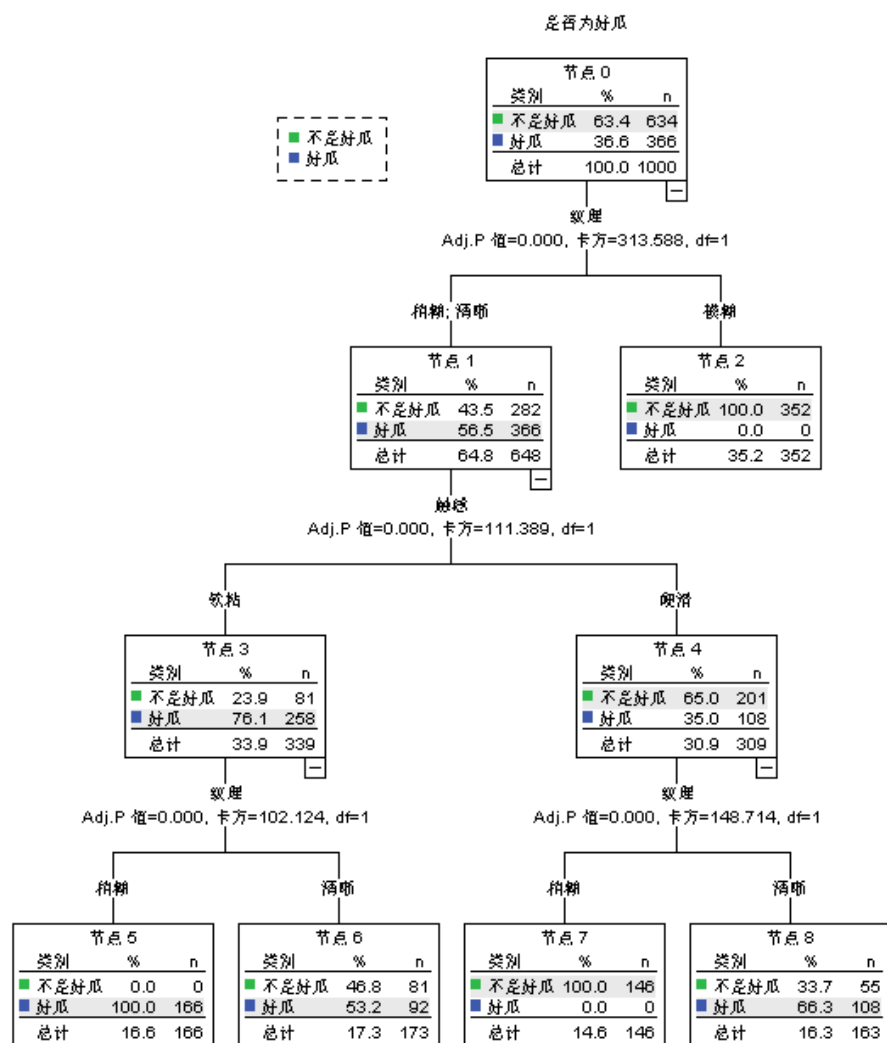 是否为好瓜
节点 0
类别 % n
不是好瓜 63.4 634
好瓜 36.6 366
总计 100.0 1000
不是好瓜
好瓜
纹理
Adj.P 值=0.000, 卡方=313.588, df=1
稍糊; 清晰
模糊
节点 1
类别 % n
不是好瓜 43.5 282
好瓜 56.5 366
总计 64.8 648
节点 2
类别 % n
不是好瓜 100.0 352
好瓜 0.0 0
总计 35.2 352
触感
Adj.P 值=0.000, 卡方=111.389, df=1
软粘
硬滑
节点 3
类别 % n
不是好瓜 23.9 81
好瓜 76.1 258
总计 33.9 339
节点 4
类别 % n
不是好瓜 65.0 201
好瓜 35.0 108
总计 30.9 309
纹理
Adj.P 值=0.000, 卡方=102.124, df=1
纹理
Adj.P 值=0.000, 卡方=148.714, df=1
稍糊
清晰
稍糊
清晰
节点 5
类别 % n
不是好瓜 0.0 0
好瓜 100.0 166
总计 16.6 166
节点 6
类别 % n
不是好瓜 46.8 81
好瓜 53.2 92
总计 17.3 173
节点 7
类别 % n
不是好瓜 100.0 146
好瓜 0.0 0
总计 14.6 146
节点 8
类别 % n
不是好瓜 33.7 55
好瓜 66.3 108
总计 16.3 163